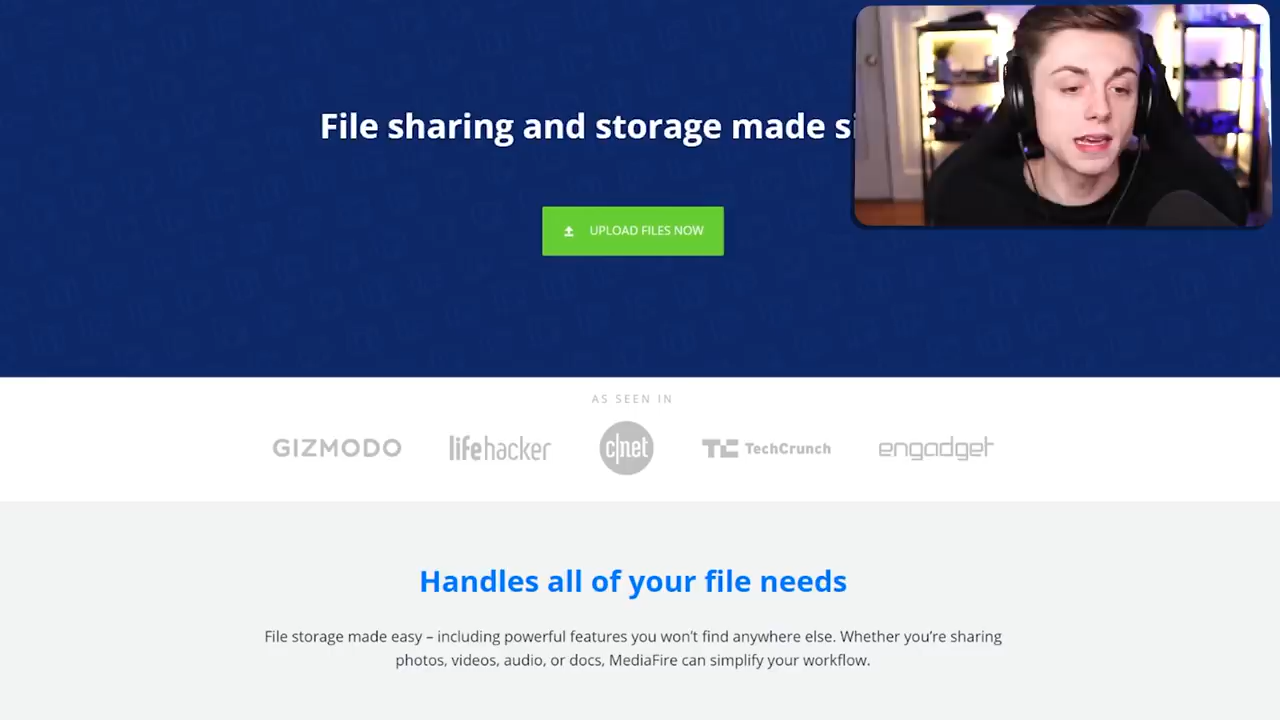 File sharing and storage made
UPLOAD FILES NOW
AS SEEN IN
GIZMODO
lifehacker
c|net
TC TechCrunch
engadget
Handles all of your file needs
File storage made easy – including powerful features you won't find anywhere else. Whether you're sharing
photos, videos, audio, or docs, MediaFire can simplify your workflow.